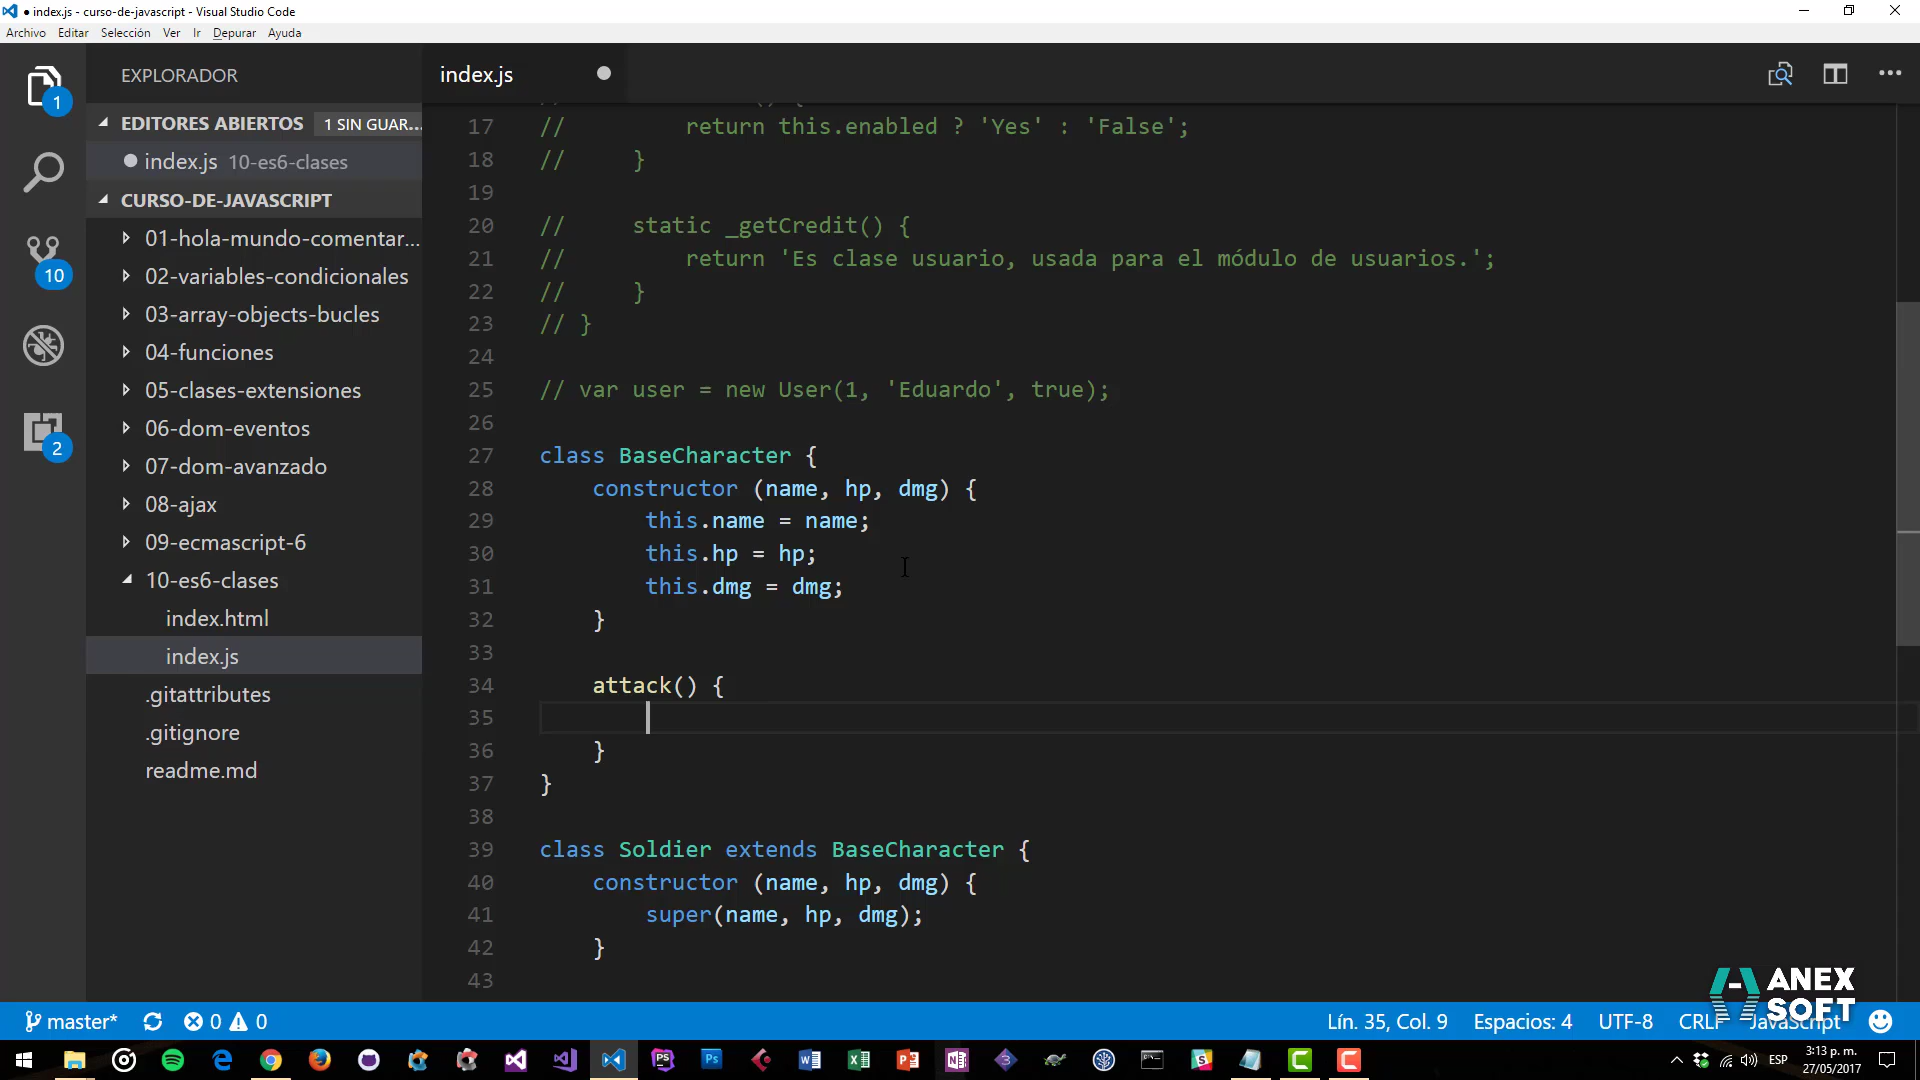 index.js - curso-de-javascript - Visual Studio Code
Archivo Editar Selección Ver Ir Depurar Ayuda
EXPLORADOR
index.js
1
EDITORES ABIERTOS
1 SIN GUAR...
index.js 10-es6-clases
CURSO-DE-JAVASCRIPT
01-hola-mundo-comentar...
10
02-variables-condicionales
03-array-objects-bucles
04-funciones
05-clases-extensiones
06-dom-eventos
2
07-dom-avanzado
08-ajax
09-ecmascript-6
10-es6-clases
index.html
index.js
.gitattributes
.gitignore
readme.md
17 // return this.enabled ? 'Yes' : 'False';
18 // }
19
20 // static _getCredit() {
21 // return 'Es clase usuario, usada para el módulo de usuarios.';
22 // }
23 // }
24
25 // var user = new User(1, 'Eduardo', true);
26
27 class BaseCharacter {
28 constructor (name, hp, dmg) {
29 this.name = name;
30 this.hp = hp;
31 this.dmg = dmg;
32 }
33
34 attack() {
35
36 }
37 }
38
39 class Soldier extends BaseCharacter {
40 constructor (name, hp, dmg) {
41 super(name, hp, dmg);
42 }
43
ANEX
SOFT
master* 0 0
Lín. 35, Col. 9 Espacios: 4 UTF-8 CRLF JavaScript
ESP
3:13 p. m.
27/05/2017